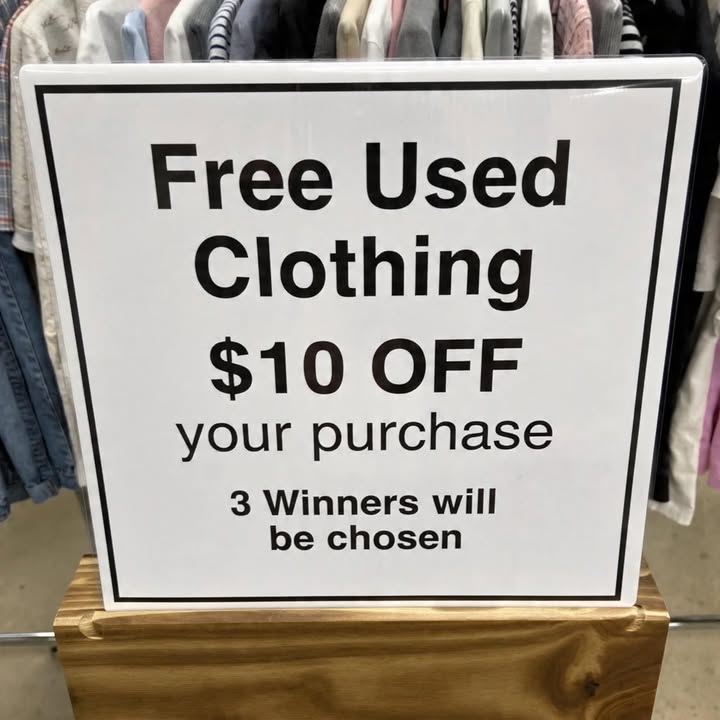 Free Used
Clothing
$10 OFF
your purchase
3 Winners will
be chosen